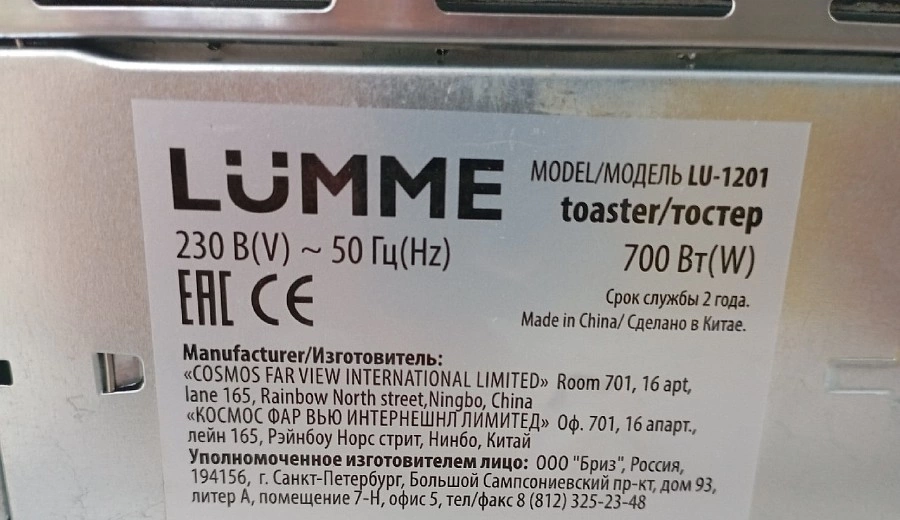 LÜMME
MODEL/МОДЕЛЬ LU-1201
toaster/тостер
230 В(V) ~ 50 Гц(Hz)
700 Вт(W)
EAC CE
Срок службы 2 года.
Made in China/ Сделано в Китае.
Manufacturer/Изготовитель:
«COSMOS FAR VIEW INTERNATIONAL LIMITED» Room 701, 16 apt,
lane 165, Rainbow North street,Ningbo, China
«КОСМОС ФАР ВЬЮ ИНТЕРНЕШНЛ ЛИМИТЕД» Оф. 701, 16 апарт.,
лейн 165, Рэйнбоу Норс стрит, Нинбо, Китай
Уполномоченное изготовителем лицо: ООО "Бриз", Россия,
194156, г. Санкт-Петербург, Большой Сампсониевский пр-кт, дом 93,
литер А, помещение 7-Н, офис 5, тел/факс 8 (812) 325-23-48